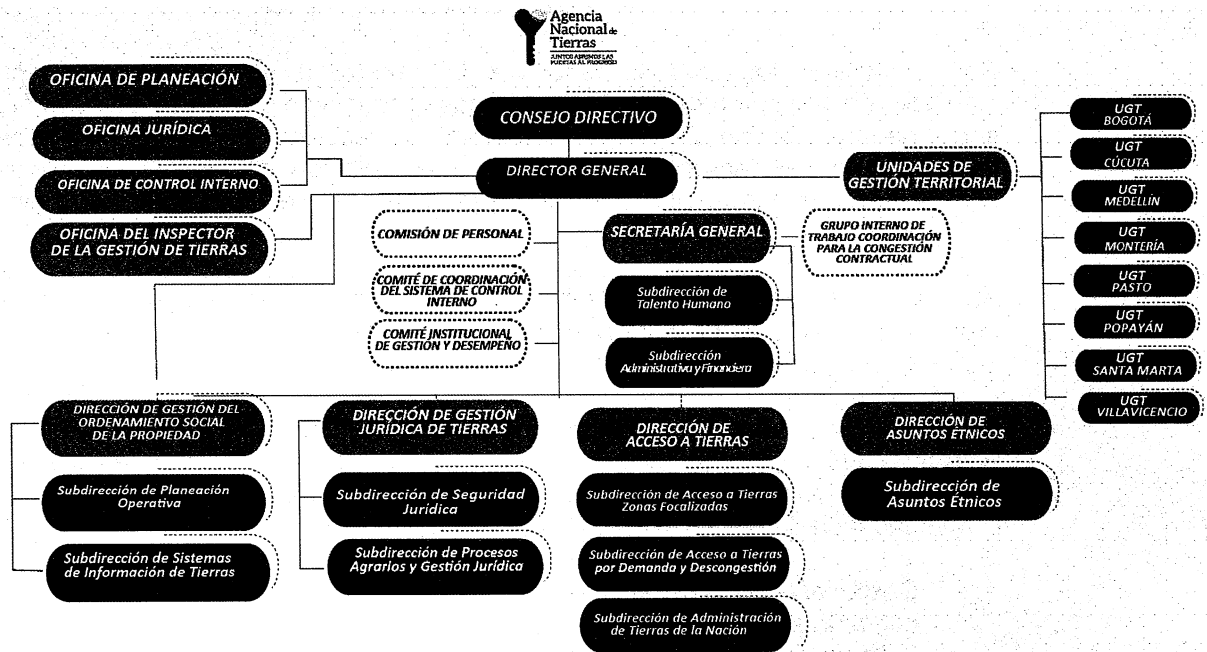 Agencia
Nacional de
Tierras
JUNTOS ABRIMOS LAS
PUERTAS AL PROGRESO
OFICINA DE PLANEACIÓN
OFICINA JURÍDICA
OFICINA DE CONTROL INTERNO
OFICINA DEL INSPECTOR
DE LA GESTIÓN DE TIERRAS
CONSEJO DIRECTIVO
DIRECTOR GENERAL
UNIDADES DE
GESTIÓN TERRITORIAL
UGT
BOGOTÁ
UGT
CÚCUTA
UGT
MEDELLÍN
UGT
MONTERÍA
UGT
PASTO
UGT
POPAYÁN
UGT
SANTA MARTA
UGT
VILLAVICENCIO
COMISIÓN DE PERSONAL
COMITÉ DE COORDINACIÓN
DEL SISTEMA DE CONTROL
INTERNO
COMITÉ INSTITUCIONAL
DE GESTIÓN Y DESEMPEÑO
SECRETARÍA GENERAL
GRUPO INTERNO DE
TRABAJO COORDINACIÓN
PARA LA CONGESTIÓN
CONTRACTUAL
Subdirección de
Talento Humano
Subdirección
Administrativa y Financiera
DIRECCIÓN DE GESTIÓN DEL
ORDENAMIENTO SOCIAL
DE LA PROPIEDAD
Subdirección de Planeación
Operativa
Subdirección de Sistemas
de Información de Tierras
DIRECCIÓN DE GESTIÓN
JURÍDICA DE TIERRAS
Subdirección de Seguridad
Jurídica
Subdirección de Procesos
Agrarios y Gestión Jurídica
DIRECCIÓN DE
ACCESO A TIERRAS
Subdirección de Acceso a Tierras
Zonas Focalizadas
Subdirección de Acceso a Tierras
por Demanda y Descongestión
Subdirección de Administración
de Tierras de la Nación
DIRECCIÓN DE
ASUNTOS ÉTNICOS
Subdirección de
Asuntos Etnicos